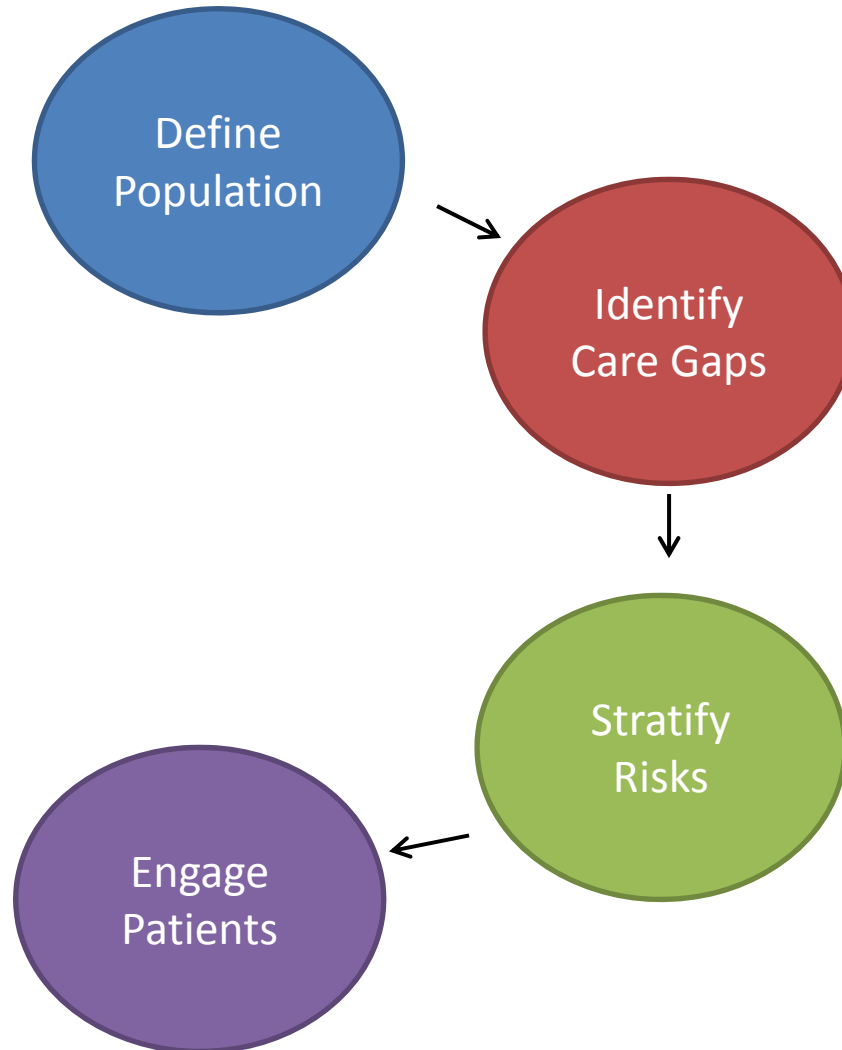 Define
Population
Identify
Care Gaps
Stratify
Risks
Engage
Patients